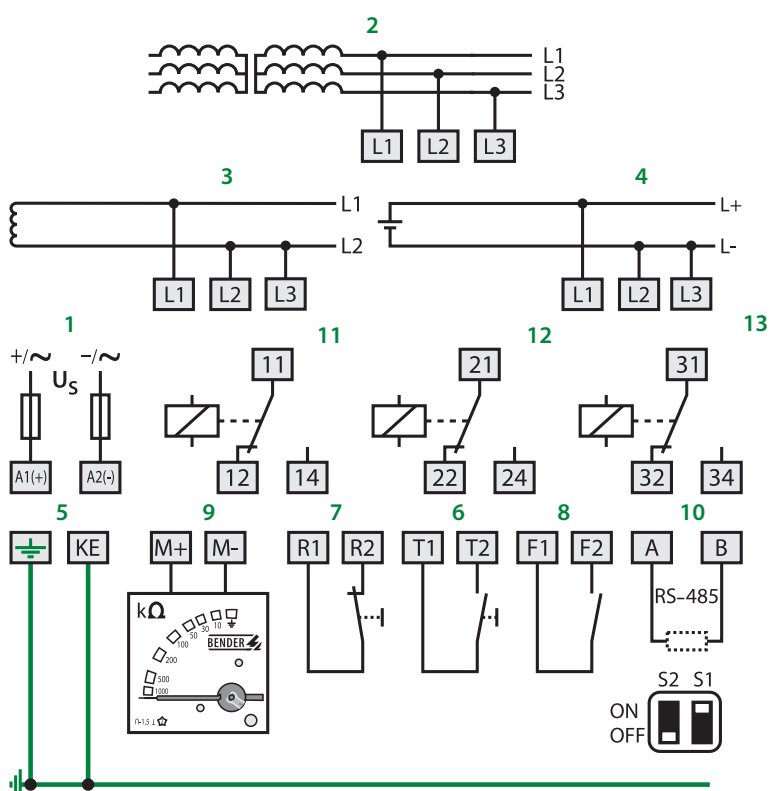 2
L1
L2
L3
L1 L2 L3
3 4
L1 L+
L2 L-
L1 L2 L3 L1 L2 L3
1 11 12 13
+/~ -/~
US
11 21 31
A1(+) A2(-)
12 14 22 24 32 34
5 9 7 6 8 10
KE M+ M- R1 R2 T1 T2 F1 F2 A B
kΩ
10
30
50
100
200
500
1000
BENDER
RS-485
S2 S1
ON
OFF